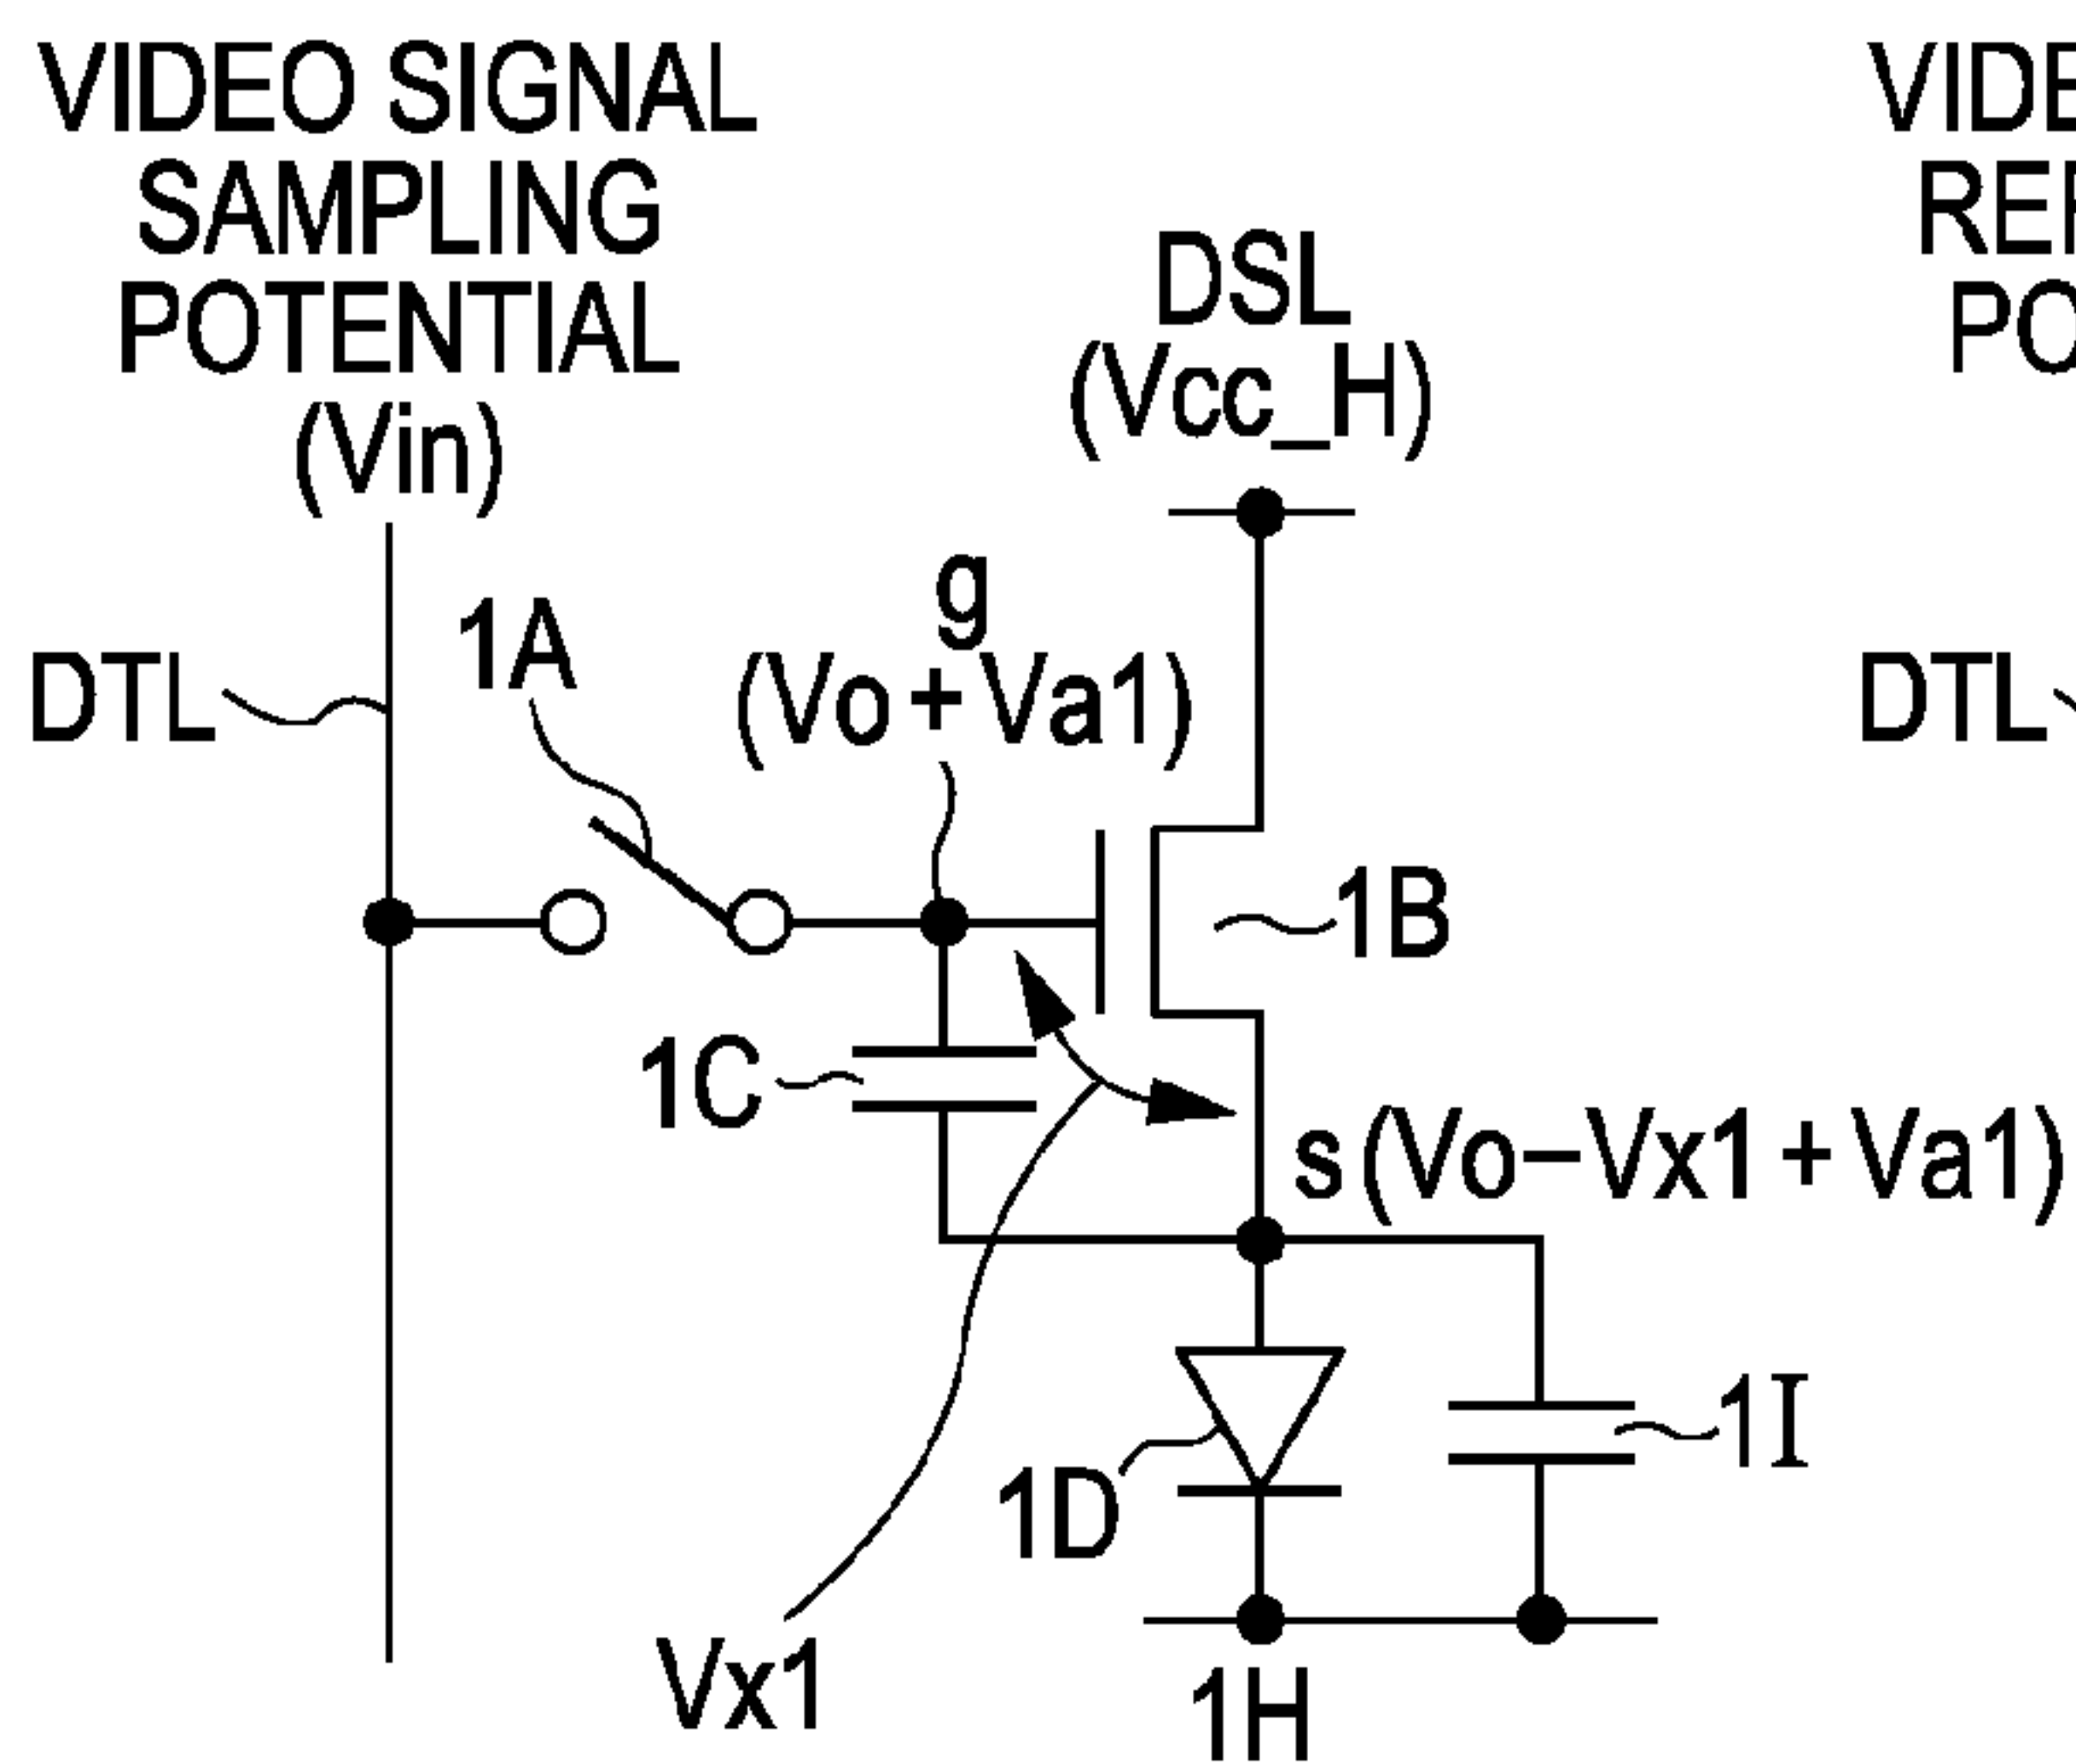 VIDEO SIGNAL
SAMPLING
POTENTIAL
(Vin)
DSL
(Vcc_H)
g
(Vo+Va1)
DTL
1A
1B
1C
s(Vo−Vx1+Va1)
1D
1I
Vx1
1H
DTL